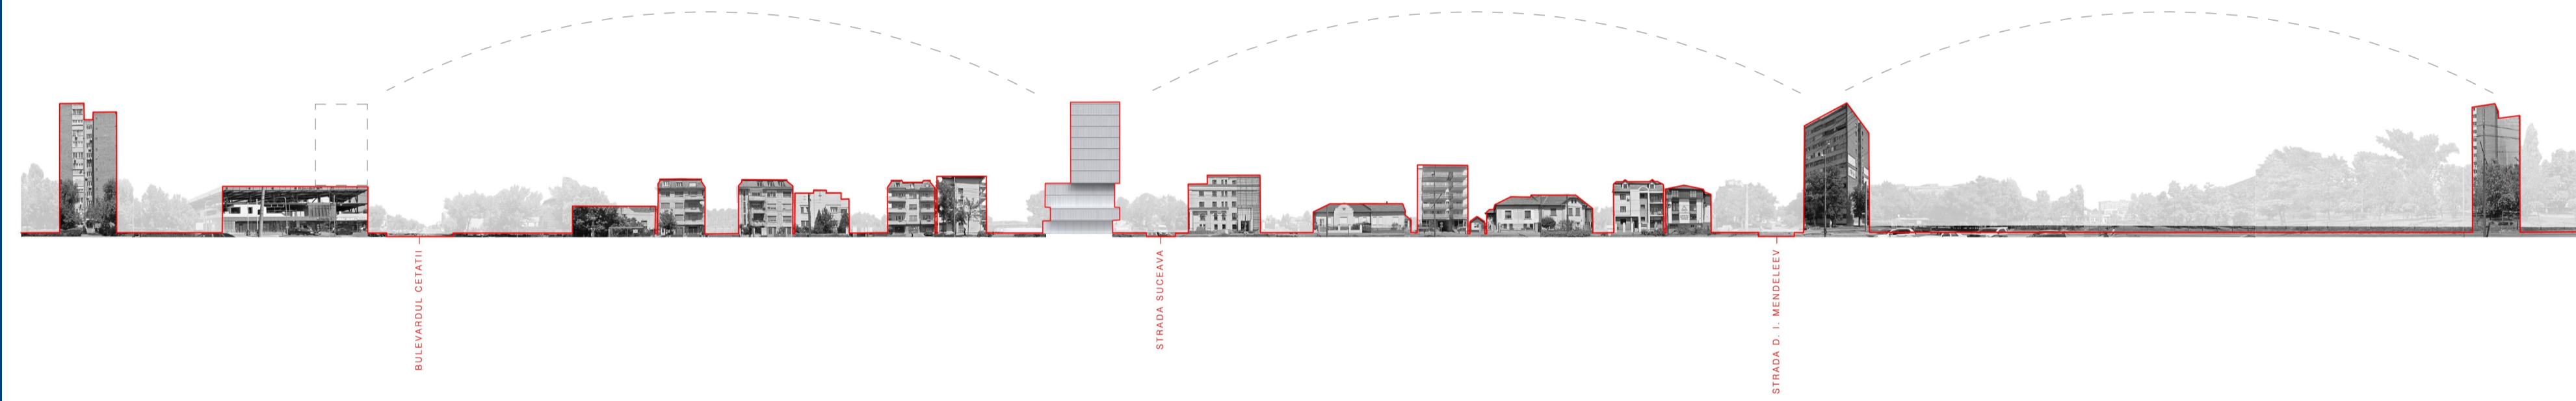 BULEVARDUL CETATII
STRADA SUCEAVA
STRADA D. I. MENDELEEV